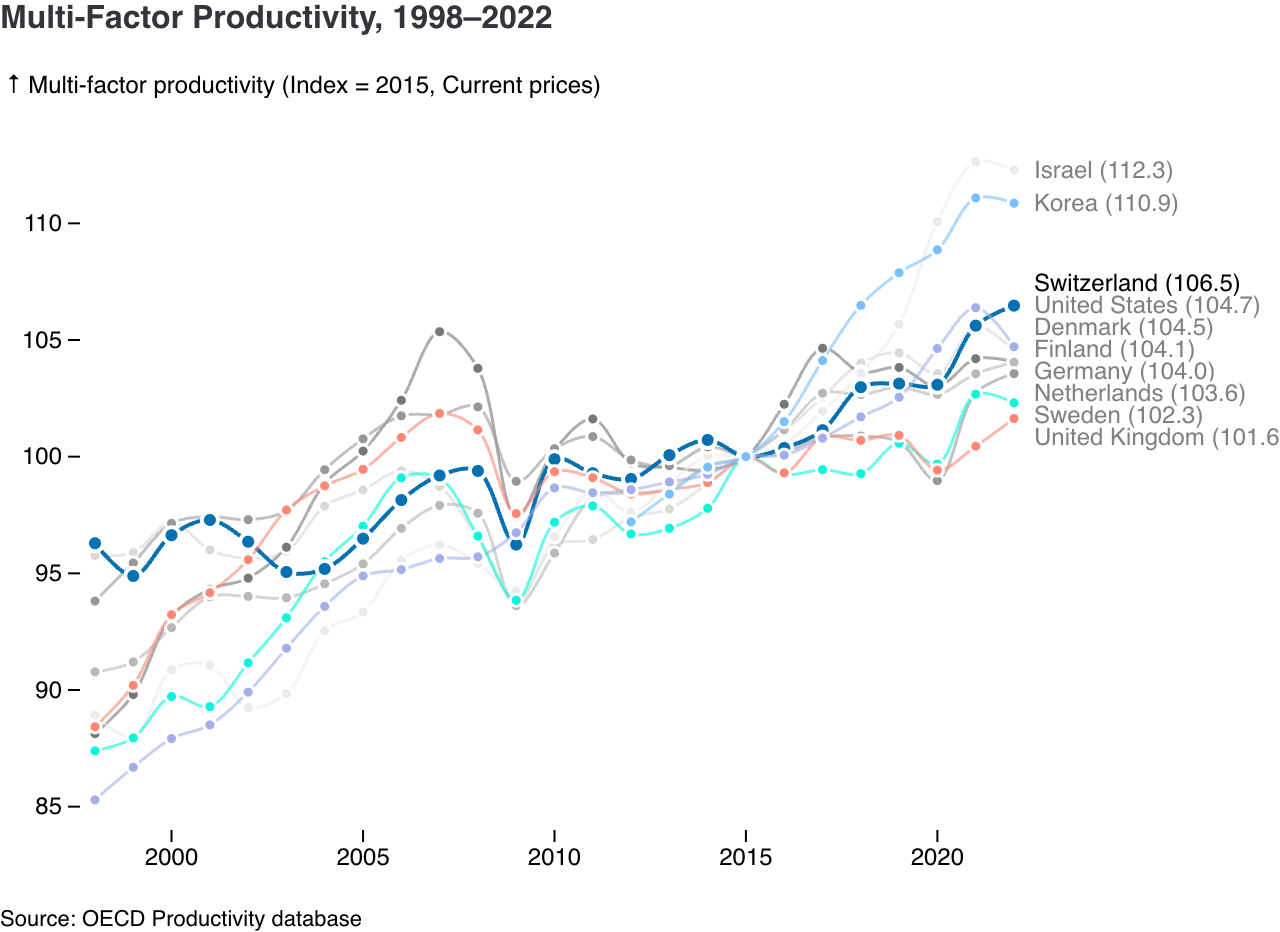 Multi-Factor Productivity, 1998–2022
↑ Multi-factor productivity (Index = 2015, Current prices)
Israel (112.3)
Korea (110.9)
110
Switzerland (106.5)
United States (104.7)
Denmark (104.5)
105
Finland (104.1)
Germany (104.0)
Netherlands (103.6)
Sweden (102.3)
United Kingdom (101.6
100
95
90
85
2000 2005 2010 2015 2020
Source: OECD Productivity database